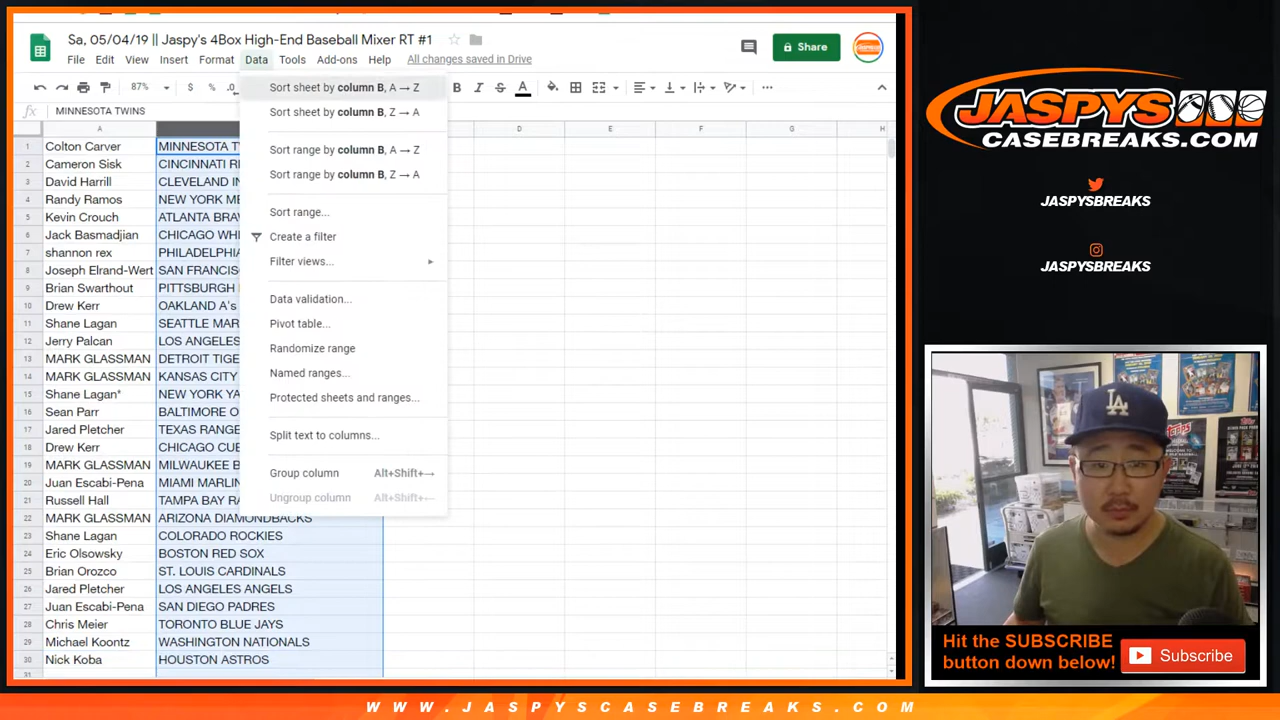 Sa, 05/04/19 || Jaspy's 4Box High-End Baseball Mixer RT #1
File Edit View Insert Format Data Tools Add-ons Help All changes saved in Drive
Share
87% $ %
MINNESOTA TWINS
A D E F G H
1 Colton Carver MINNESOTA
2 Cameron Sisk CINCINNATI
3 David Harrill CLEVELAND
4 Randy Ramos NEW YORK
5 Kevin Crouch ATLANTA
6 Jack Basmadjian CHICAGO
7 shannon rex PHILADELPHIA
8 Joseph Elrand-Wert
9 Brian Swarthout PITTSBURGH
10 Drew Kerr OAKLAND A's
11 Shane Lagan SEATTLE
12 Jerry Palcan LOS ANGELES
13 MARK GLASSMAN DETROIT
14 MARK GLASSMAN KANSAS CITY
15 Shane Lagan* NEW YORK
16 Sean Parr BALTIMORE
17 Jared Pletcher TEXAS
18 Drew Kerr CHICAGO
19 MARK GLASSMAN MILWAUKEE
20 Juan Escabi-Pena MIAMI
21 Russell Hall TAMPA BAY
22 MARK GLASSMAN ARIZONA DIAMONDBACKS
23 Shane Lagan COLORADO ROCKIES
24 Eric Olsowsky BOSTON RED SOX
25 Brian Orozco ST. LOUIS CARDINALS
26 Jared Pletcher LOS ANGELES ANGELS
27 Juan Escabi-Pena SAN DIEGO PADRES
28 Chris Meier TORONTO BLUE JAYS
29 Michael Koontz WASHINGTON NATIONALS
30 Nick Koba HOUSTON ASTROS
Sort sheet by column B, A → Z
Sort sheet by column B, Z → A
Sort range by column B, A → Z
Sort range by column B, Z → A
Sort range...
Create a filter
Filter views...
Data validation...
Pivot table...
Randomize range
Named ranges...
Protected sheets and ranges...
Split text to columns...
Group column Alt+Shift+→
Ungroup column Alt+Shift+←
JASPYS
CASEBREAKS.COM
JASPYSBREAKS
JASPYSBREAKS
LA
Hit the SUBSCRIBE
button down below!
Subscribe
WWW.JASPYSCASEBREAKS.COM